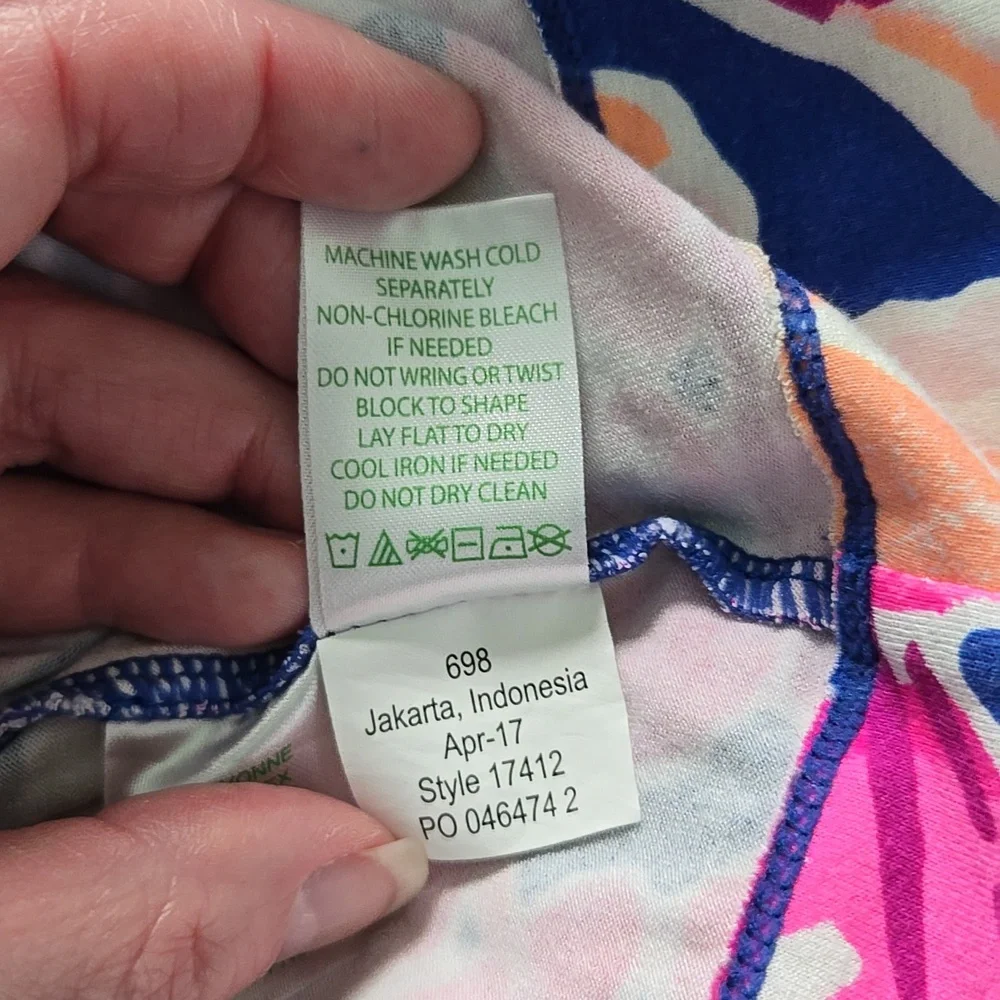 MACHINE WASH COLD
SEPARATELY
NON-CHLORINE BLEACH
IF NEEDED
DO NOT WRING OR TWIST
BLOCK TO SHAPE
LAY FLAT TO DRY
COOL IRON IF NEEDED
DO NOT DRY CLEAN
698
Jakarta, Indonesia
Apr-17
Style 17412
PO 046474 2